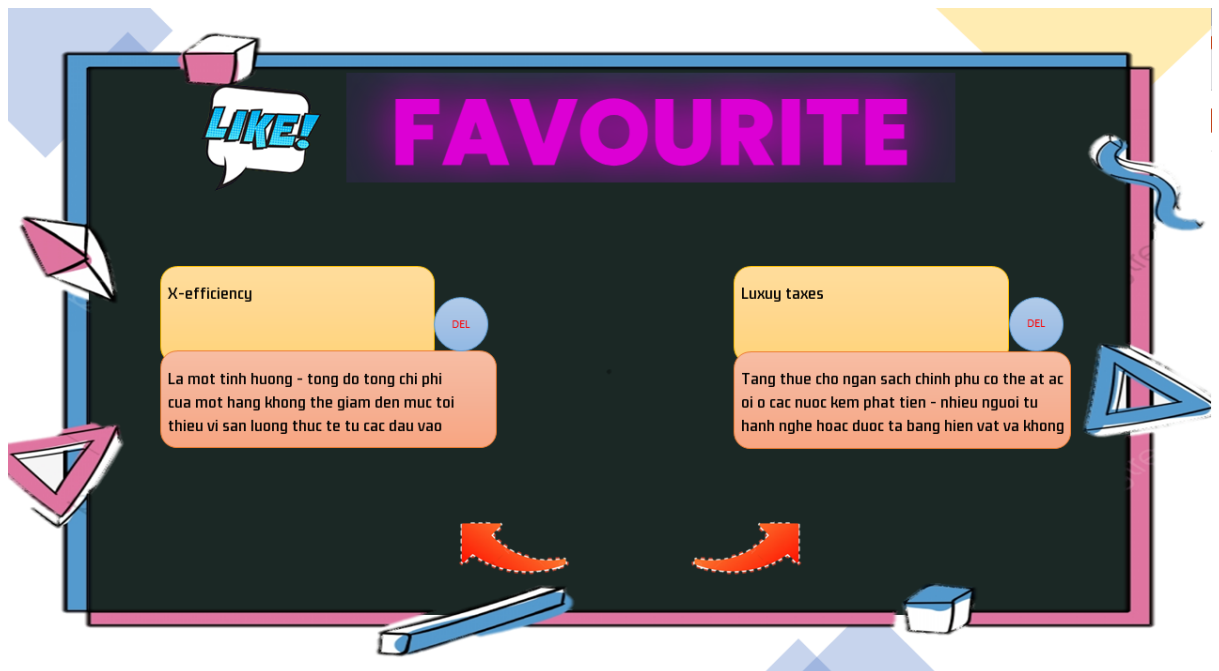 LIKE!
FAVOURITE
X-efficiency
DEL
La mot tinh huong - tong do tong chi phi
cua mot hang khong the giam den muc toi
thieu vi san luong thuc te tu cac dau vao
Luxuy taxes
DEL
Tang thue cho ngan sach chinh phu co the at ac
oi o cac nuoc kem phat tien - nhieu nguoi tu
hanh nghe hoac duoc ta bang hien vat va khong